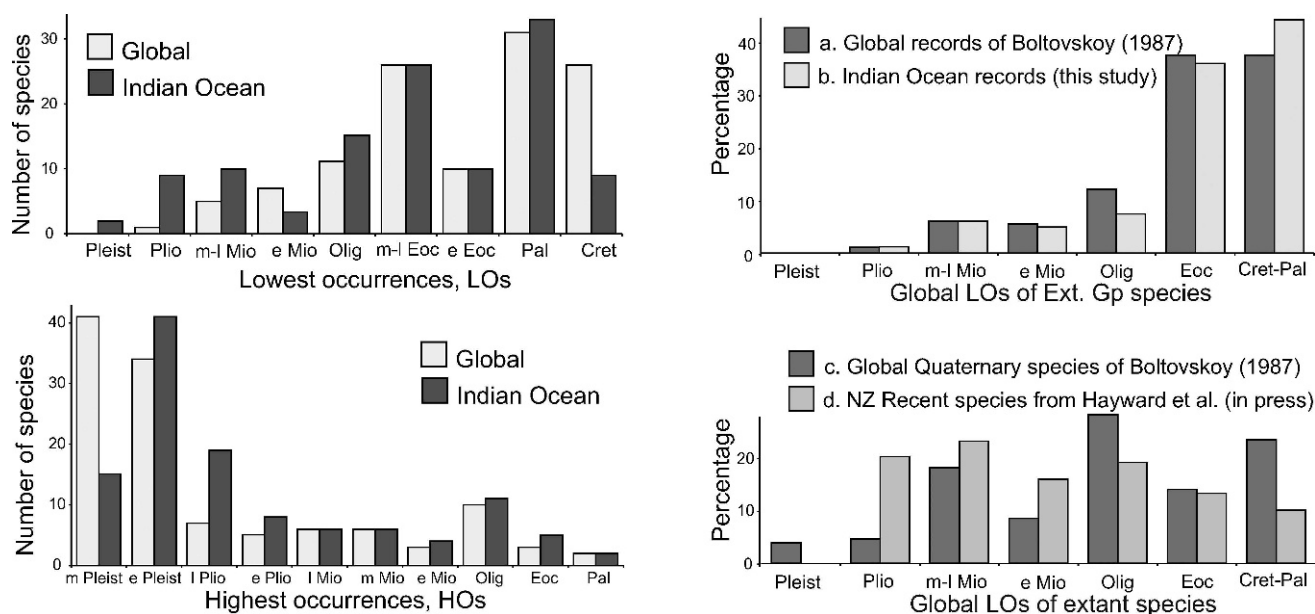 Number of species
30
20
10
0
Global
Indian Ocean
Pleist Plio m-l Mio e Mio Olig m-l Eoc e Eoc Pal Cret
Lowest occurrences, LOs
Percentage
40
30
20
10
0
a. Global records of Boltovskoy (1987)
b. Indian Ocean records (this study)
Pleist Plio m-l Mio e Mio Olig Eoc Cret-Pal
Global LOs of Ext. Gp species
Number of species
40
30
20
10
0
Global
Indian Ocean
m Pleist e Pleist l Plio e Plio l Mio m Mio e Mio Olig Eoc Pal
Highest occurrences, HOs
Percentage
20
10
0
c. Global Quaternary species of Boltovskoy (1987)
d. NZ Recent species from Hayward et al. (in press)
Pleist Plio m-l Mio e Mio Olig Eoc Cret-Pal
Global LOs of extant species